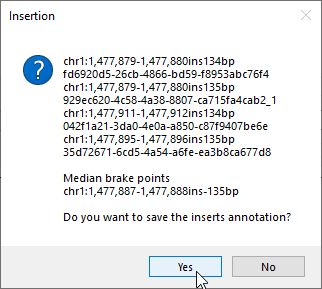 Insertion
chr1:1,477,879-1,477,880ins134bp
fd6920d5-26cb-4866-bd59-f8953abc76f4
chr1:1,477,879-1,477,880ins135bp
929ec620-4c58-4a38-8807-ca715fa4cab2_1
chr1:1,477,911-1,477,912ins134bp
042f1a21-3da0-4e0a-a850-c87f9407be6e
chr1:1,477,895-1,477,896ins135bp
35d72671-6cd5-4a54-a6fe-ea3b8ca677d8
Median brake points
chr1:1,477,887-1,477,888ins-135bp
Do you want to save the inserts annotation?
Yes
No